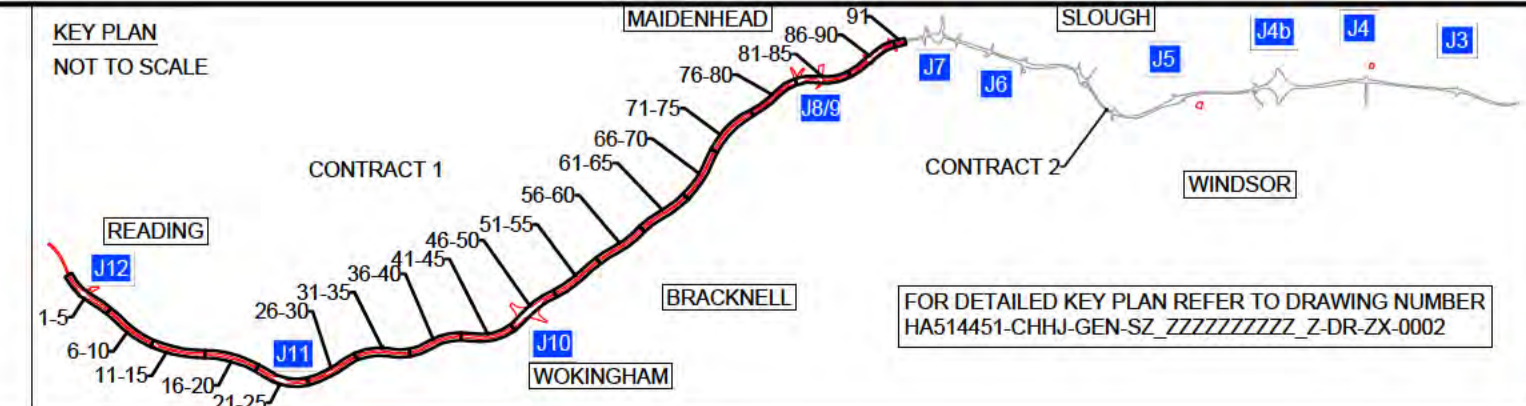 KEY PLAN
NOT TO SCALE
MAIDENHEAD
SLOUGH
91
86-90
81-85
76-80
71-75
66-70
61-65
56-60
51-55
46-50
41-45
36-40
31-35
26-30
21-25
16-20
11-15
6-10
1-5
J12
J11
J10
J8/9
J7
J6
J5
J4b
J4
J3
CONTRACT 1
CONTRACT 2
READING
WOKINGHAM
BRACKNELL
WINDSOR
FOR DETAILED KEY PLAN REFER TO DRAWING NUMBER
HA514451-CHHJ-GEN-SZ_ZZZZZZZZZZ_Z-DR-ZX-0002